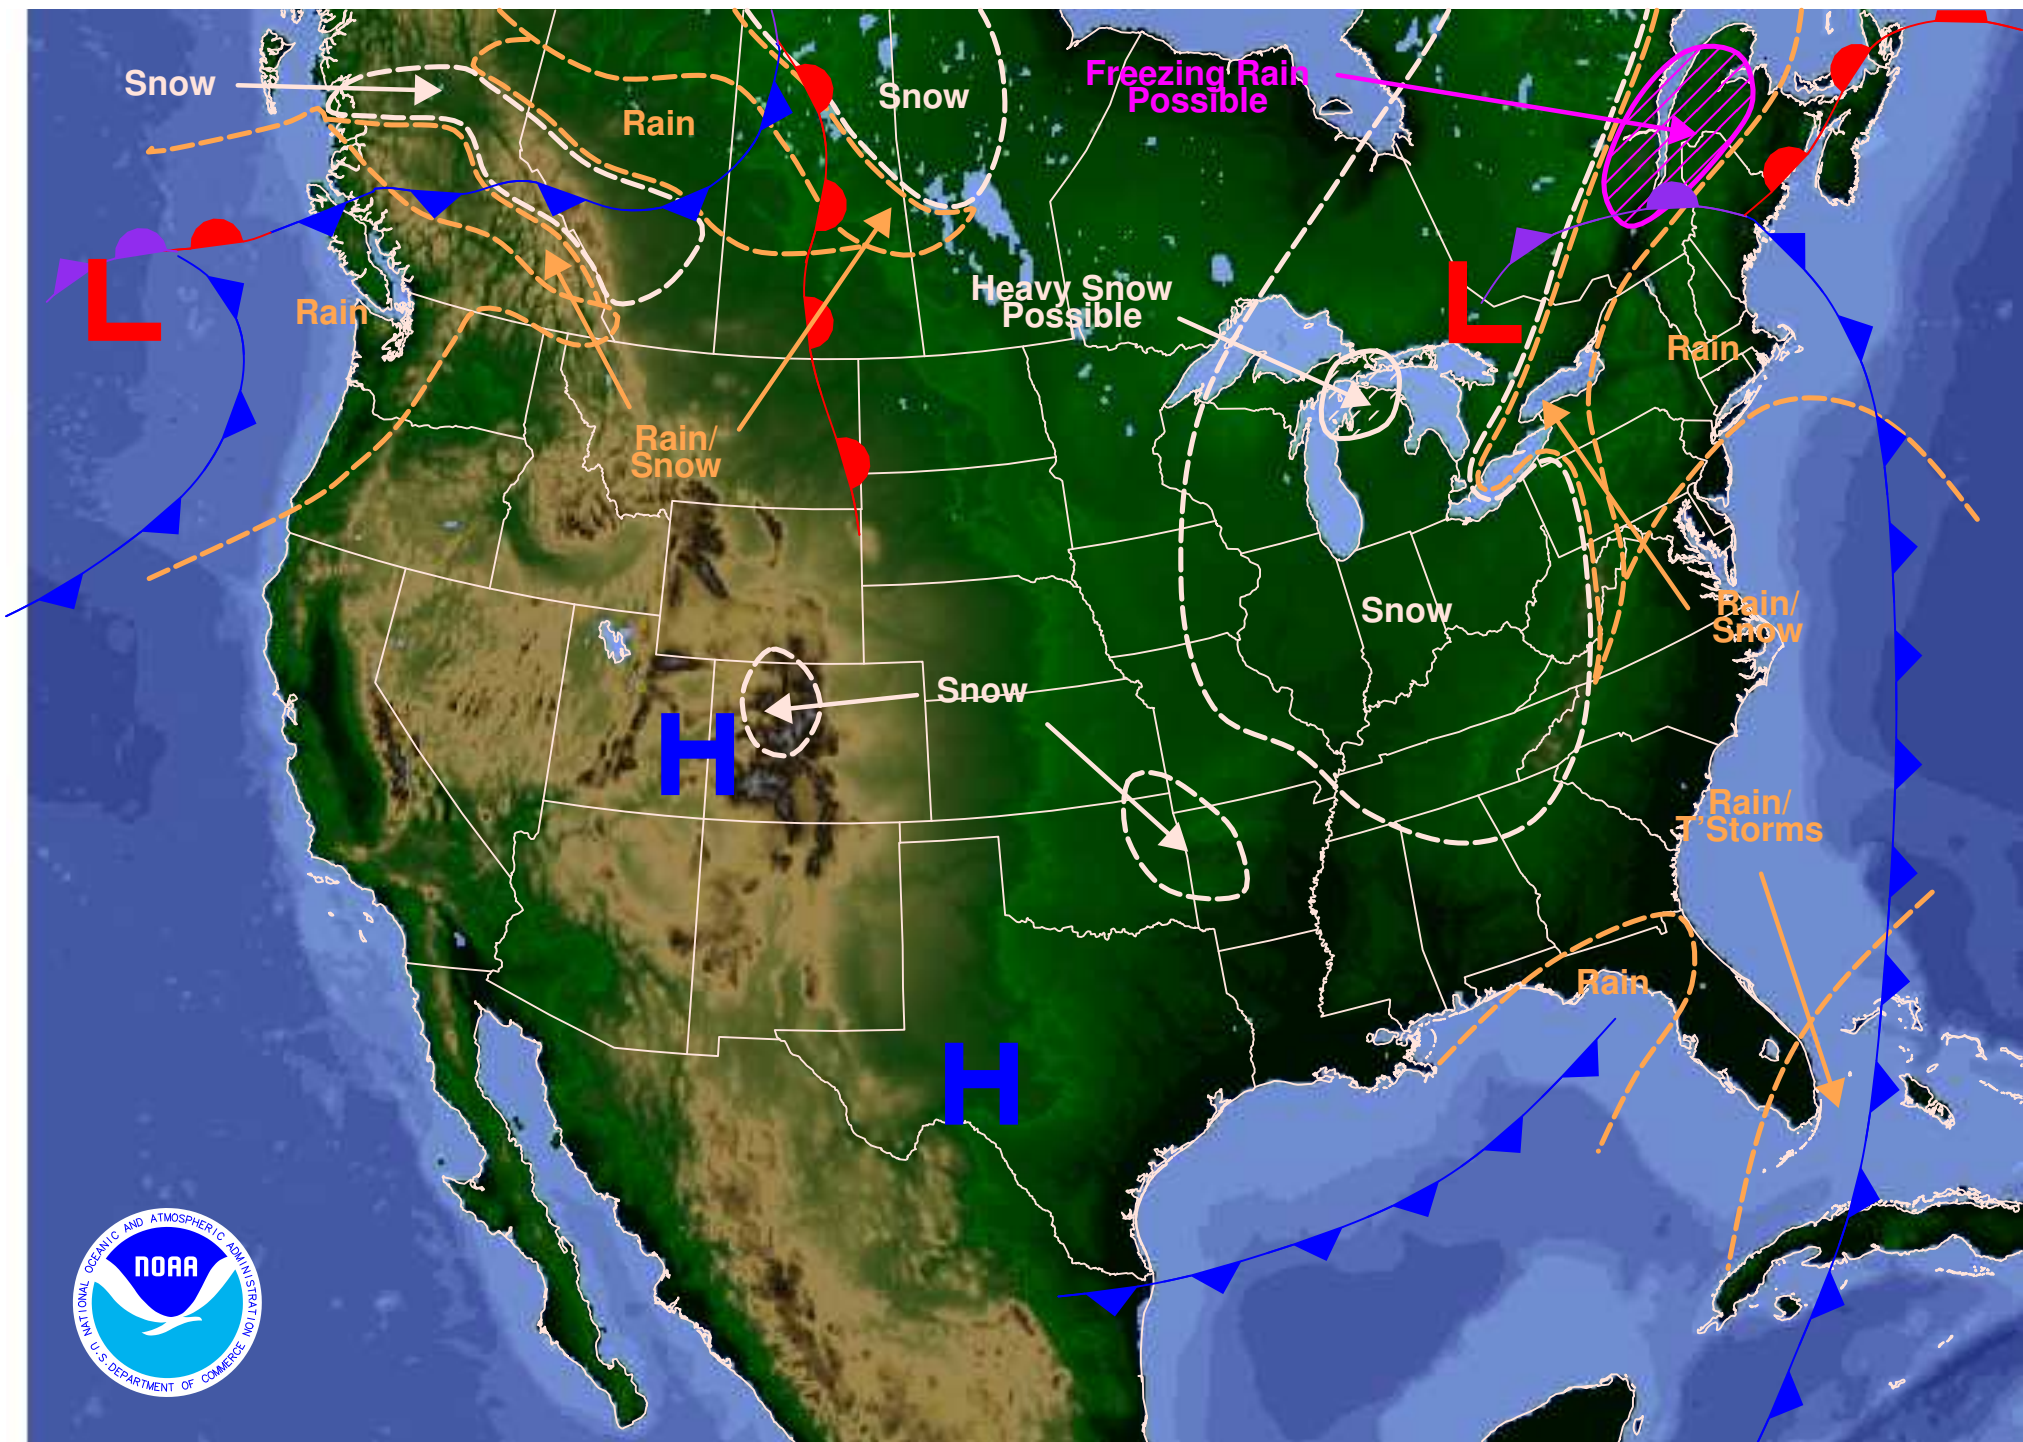 Freezing Rain
Possible
Snow
Snow
Rain
Heavy Snow
Possible
L
L
Rain
Rain
Rain/
Snow
Snow
Rain/
Snow
Snow
H
Rain/
T'Storms
Rain
H
NATIONAL OCEANIC AND ATMOSPHERIC ADMINISTRATION
NOAA
U.S. DEPARTMENT OF COMMERCE